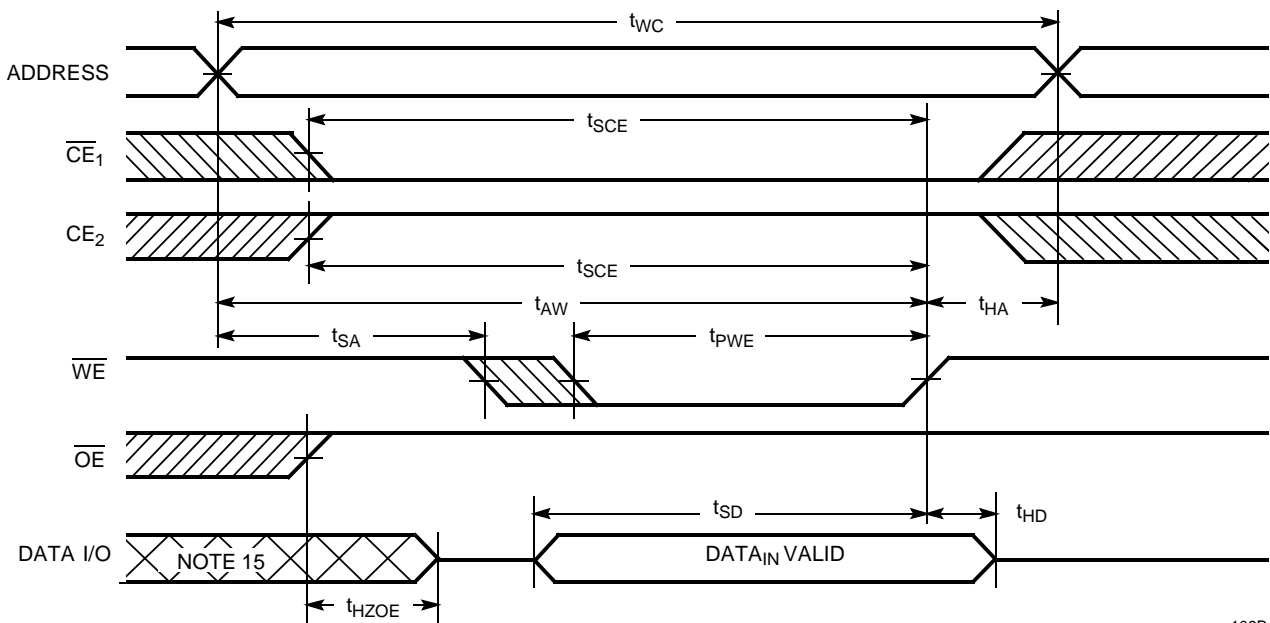 tWC
ADDRESS
tSCE
CE1
CE2
tSCE
tAW
tHA
tSA
tPWE
WE
OE
tSD
tHD
DATA I/O
NOTE 15
DATAIN VALID
tHZOE